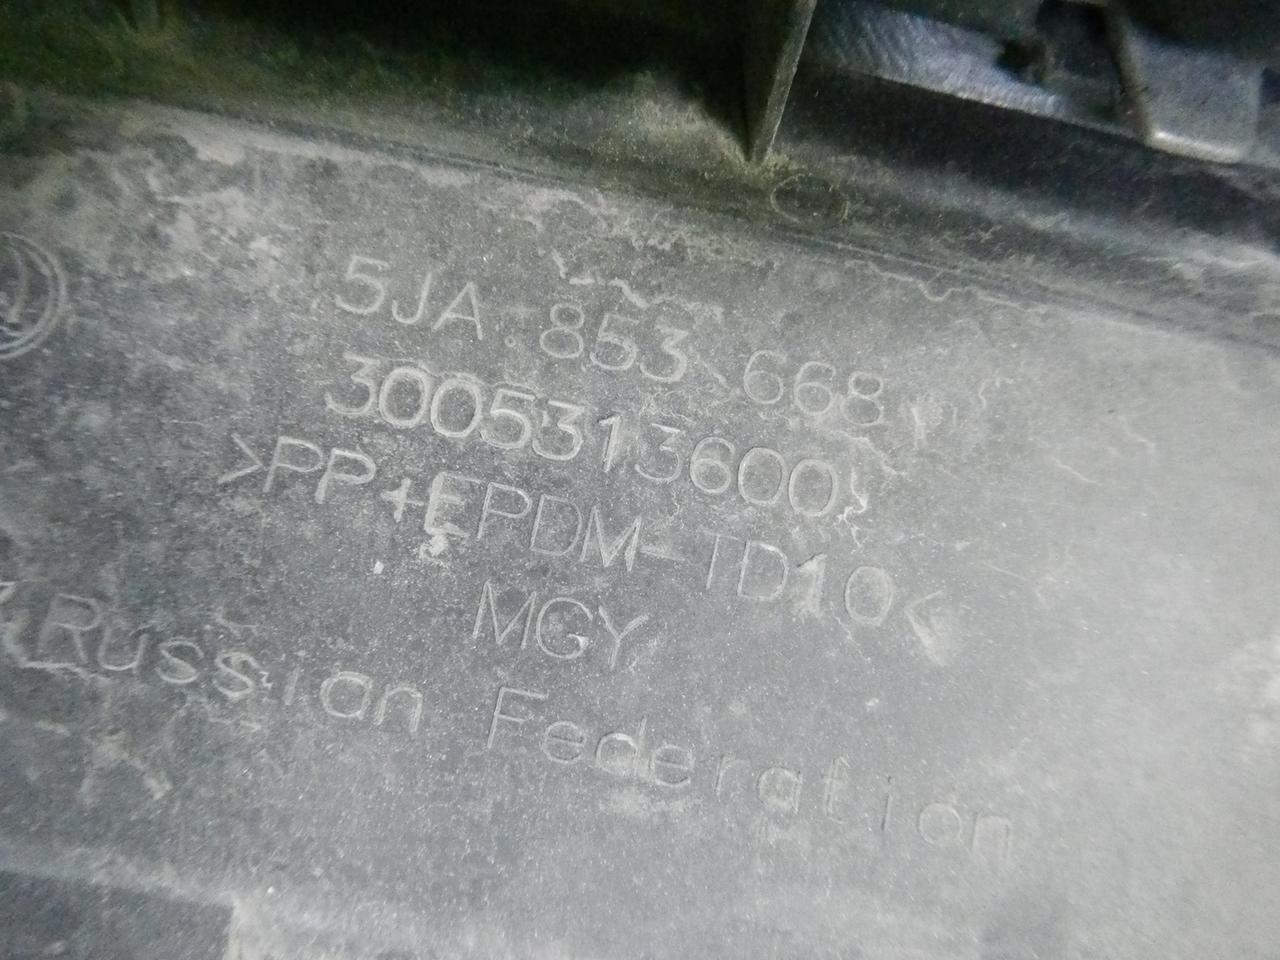 5JA 853 668
3005313600
>PP+EPDM-TD10<
MGY
Russian Federation